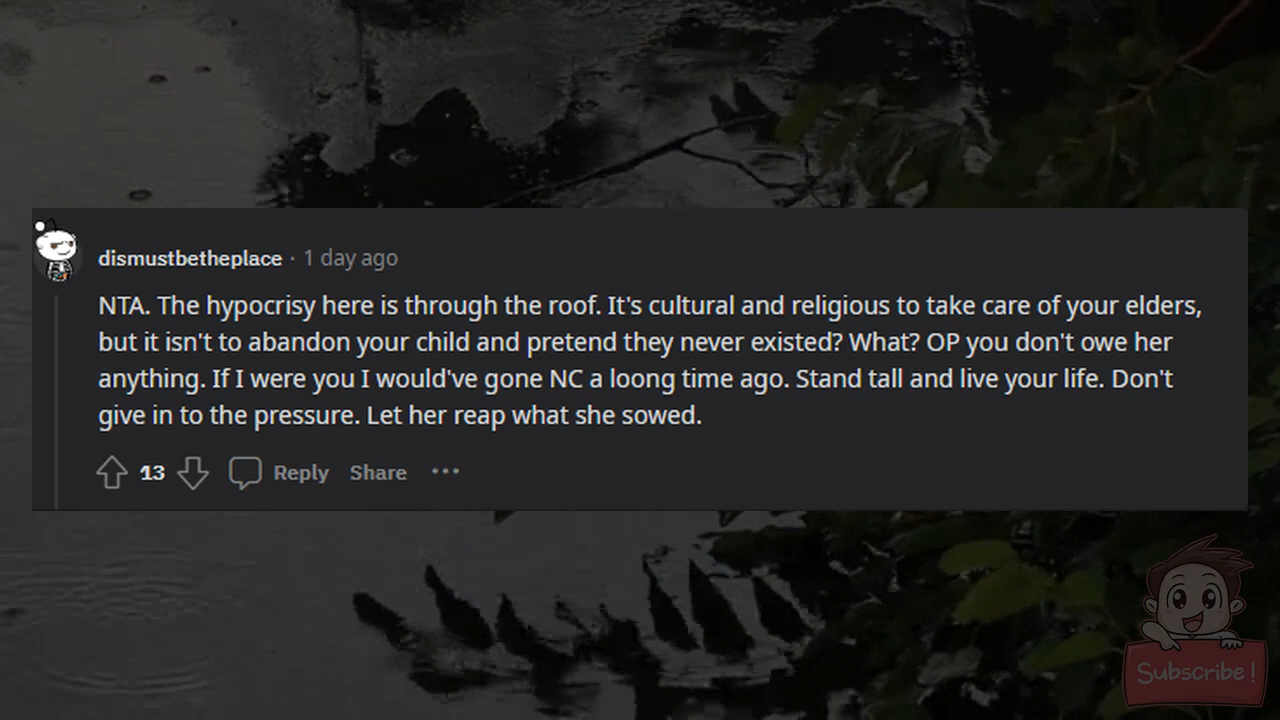 dismustbetheplace · 1 day ago
NTA. The hypocrisy here is through the roof. It's cultural and religious to take care of your elders,
but it isn't to abandon your child and pretend they never existed? What? OP you don't owe her
anything. If I were you I would've gone NC a loong time ago. Stand tall and live your life. Don't
give in to the pressure. Let her reap what she sowed.
13 Reply Share ···
Subscribe!